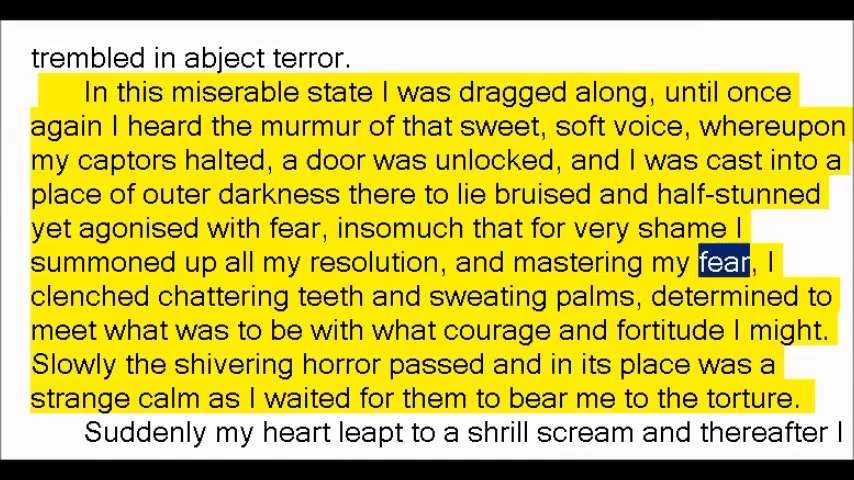 trembled in abject terror.
In this miserable state I was dragged along, until once
again I heard the murmur of that sweet, soft voice, whereupon
my captors halted, a door was unlocked, and I was cast into a
place of outer darkness there to lie bruised and half-stunned
yet agonised with fear, insomuch that for very shame I
summoned up all my resolution, and mastering my fear, I
clenched chattering teeth and sweating palms, determined to
meet what was to be with what courage and fortitude I might.
Slowly the shivering horror passed and in its place was a
strange calm as I waited for them to bear me to the torture.
Suddenly my heart leapt to a shrill scream and thereafter I